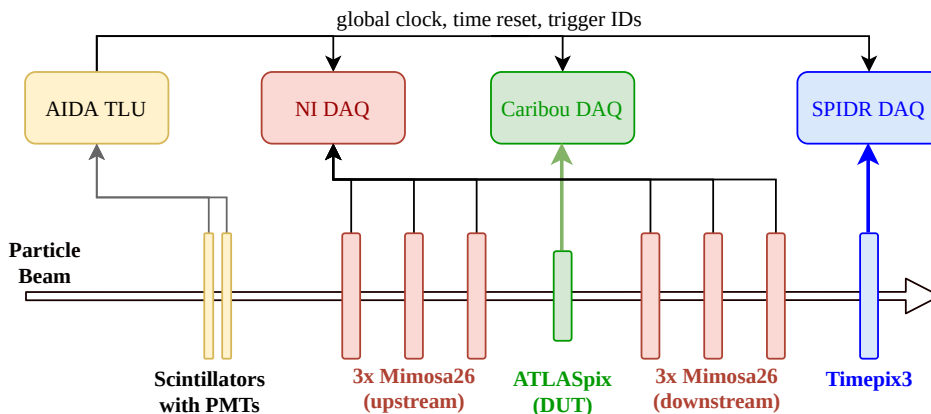 global clock, time reset, trigger IDs
AIDA TLU
NI DAQ
Caribou DAQ
SPIDR DAQ
Particle
Beam
Scintillators
with PMTs
3x Mimosa26
(upstream)
ATLASpix
(DUT)
3x Mimosa26
(downstream)
Timepix3